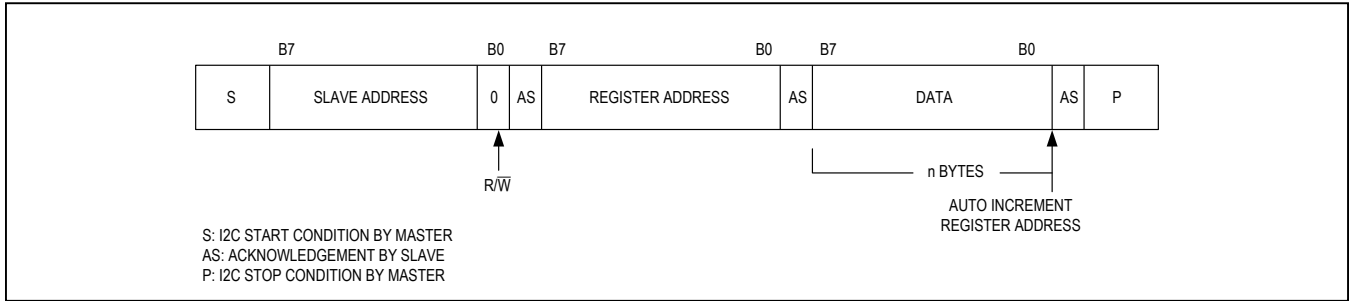 B7 B0 B7 B0 B7 B0
S SLAVE ADDRESS 0 AS REGISTER ADDRESS AS DATA AS P
R/W̅
n BYTES
AUTO INCREMENT
REGISTER ADDRESS
S: I2C START CONDITION BY MASTER
AS: ACKNOWLEDGEMENT BY SLAVE
P: I2C STOP CONDITION BY MASTER